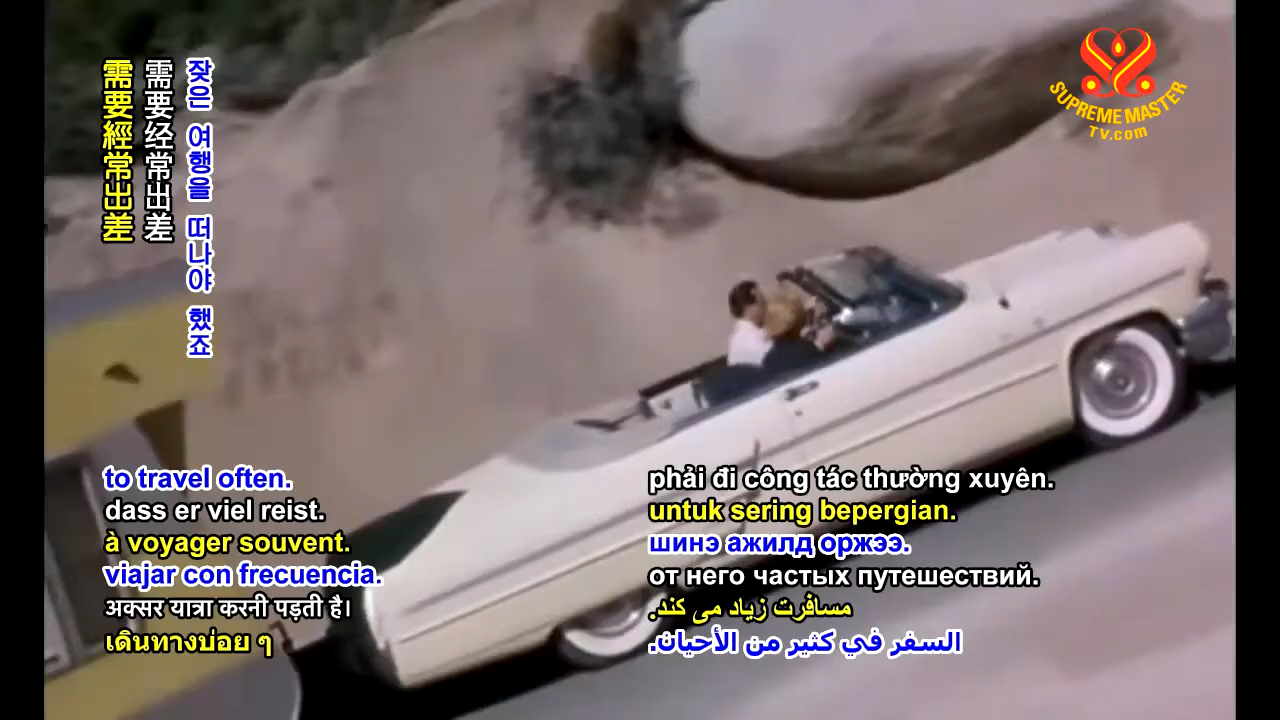 需要經常出差
需要经常出差
잦은 여행을 떠나야 했죠
SUPREME MASTER
TV.com
to travel often.
dass er viel reist.
à voyager souvent.
viajar con frecuencia.
अक्सर यात्रा करनी पड़ती है।
เดินทางบ่อย ๆ
phải đi công tác thường xuyên.
untuk sering bepergian.
шинэ ажилд оржээ.
от него частых путешествий.
مسافرت زیاد می کند.
السفر في كثير من الأحيان.